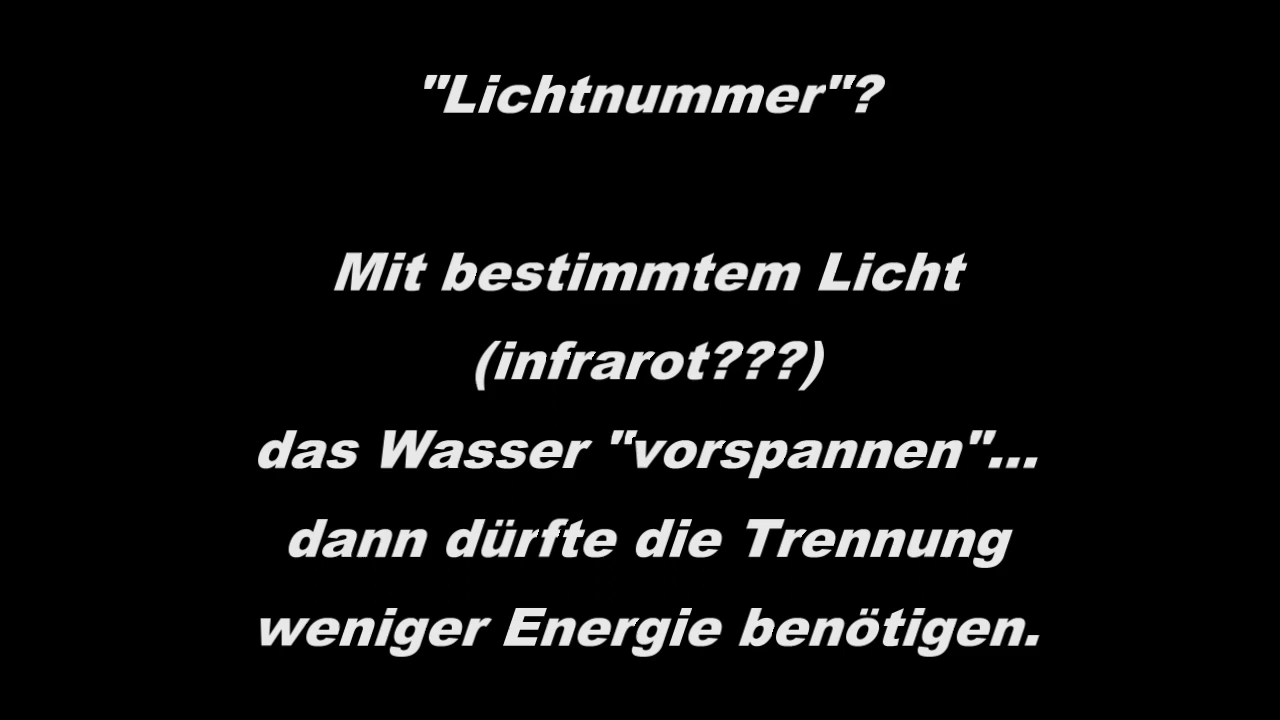 "Lichtnummer"?
Mit bestimmtem Licht
(infrarot???)
das Wasser "vorspannen"...
dann dürfte die Trennung
weniger Energie benötigen.